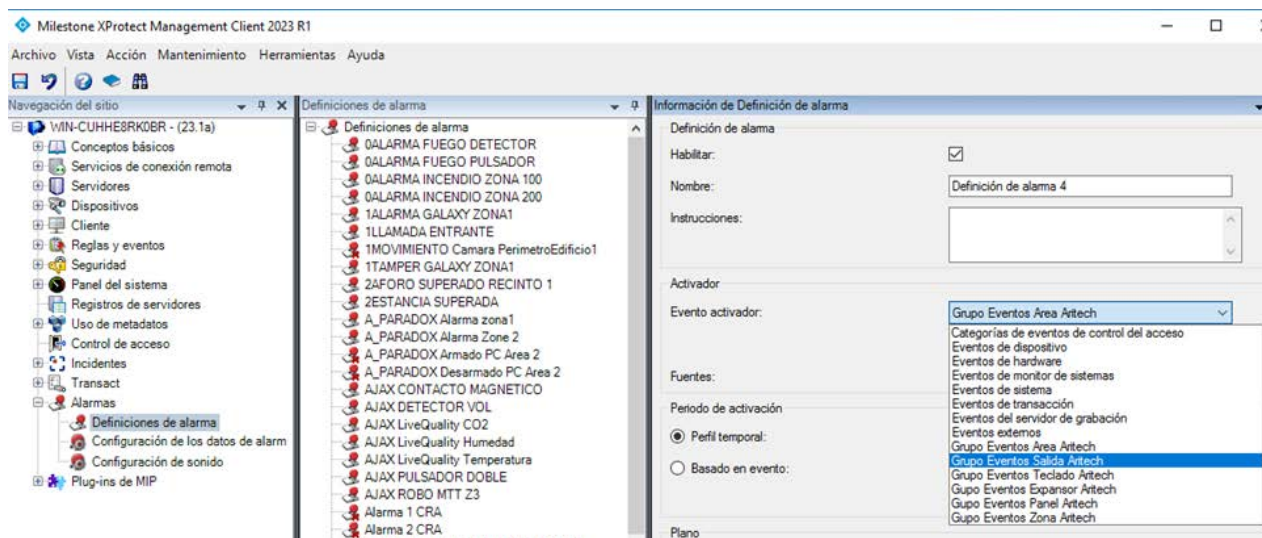 Milestone XProtect Management Client 2023 R1
Archivo Vista Acción Mantenimiento Herramientas Ayuda
Navegación del sitio
WIN-CUHHE8RK0BR - (23.1a)
Conceptos básicos
Servicios de conexión remota
Servidores
Dispositivos
Cliente
Reglas y eventos
Seguridad
Panel del sistema
Registros de servidores
Uso de metadatos
Control de acceso
Incidentes
Transact
Alarmas
Definiciones de alarma
Configuración de los datos de alarm
Configuración de sonido
Plug-ins de MIP
Definiciones de alarma
Definiciones de alarma
0ALARMA FUEGO DETECTOR
0ALARMA FUEGO PULSADOR
0ALARMA INCENDIO ZONA 100
0ALARMA INCENDIO ZONA 200
1ALARMA GALAXY ZONA1
1LLAMADA ENTRANTE
1MOVIMIENTO Camara PerimetroEdificio1
1TAMPER GALAXY ZONA1
2AFORO SUPERADO RECINTO 1
2ESTANCIA SUPERADA
A_PARADOX Alarma zona1
A_PARADOX Alarma Zone 2
A_PARADOX Armado PC Area 2
A_PARADOX Desarmado PC Area 2
AJAX CONTACTO MAGNETICO
AJAX DETECTOR VOL
AJAX LiveQuality CO2
AJAX LiveQuality Humedad
AJAX LiveQuality Temperatura
AJAX PULSADOR DOBLE
AJAX ROBO MTT Z3
Alarma 1 CRA
Alarma 2 CRA
Información de Definición de alarma
Definición de alarma
Habilitar:
Nombre:
Definición de alarma 4
Instrucciones:
Activador
Evento activador:
Grupo Eventos Area Aritech
Categorías de eventos de control del acceso
Eventos de dispositivo
Eventos de hardware
Eventos de monitor de sistemas
Eventos de sistema
Eventos de transacción
Eventos del servidor de grabación
Eventos externos
Grupo Eventos Area Aritech
Grupo Eventos Salida Aritech
Grupo Eventos Teclado Aritech
Gupo Eventos Expansor Aritech
Gupo Eventos Panel Aritech
Gupo Eventos Zona Aritech
Fuentes:
Periodo de activación
Perfil temporal:
Basado en evento:
Plano